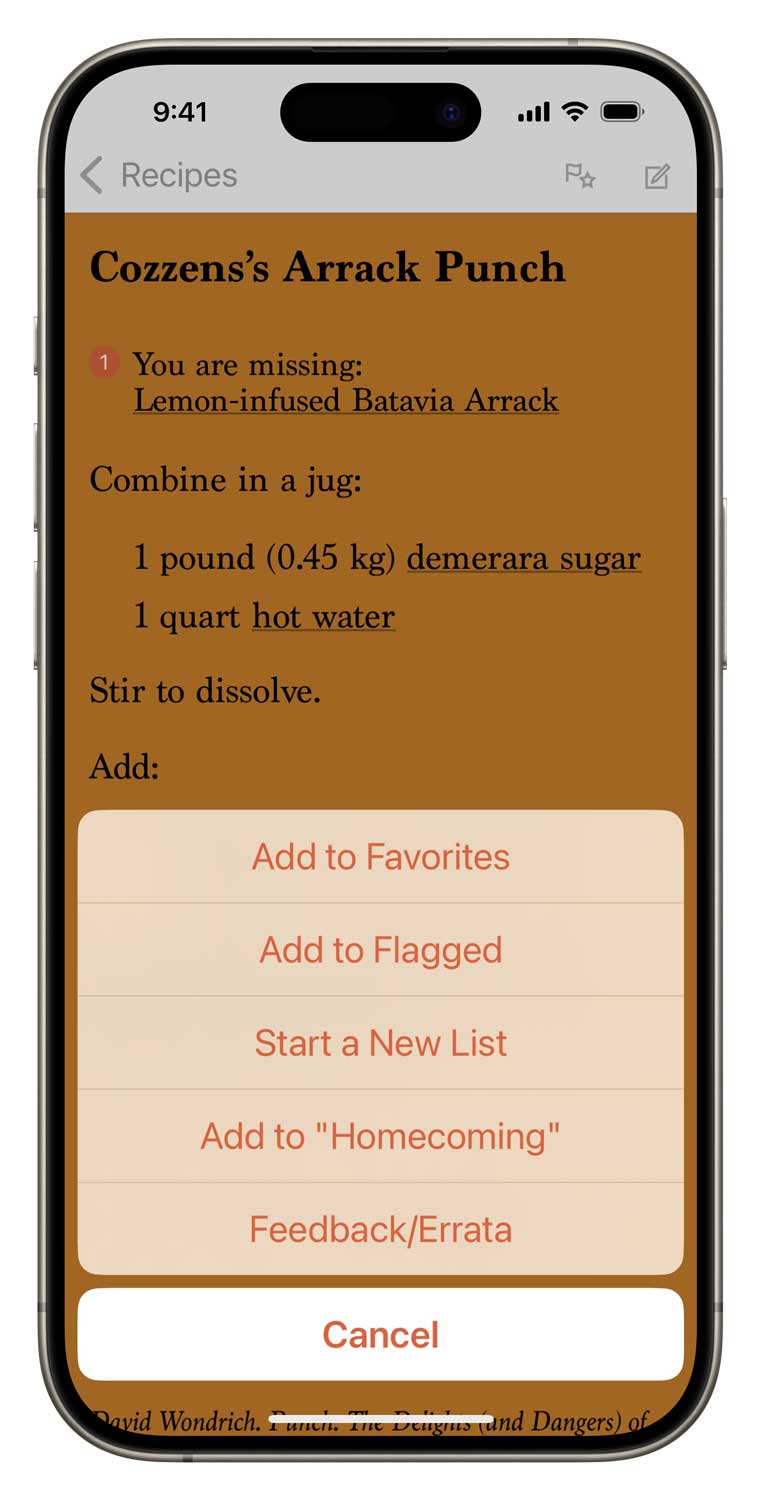 9:41
Recipes
Cozzens’s Arrack Punch
1 You are missing:
Lemon-infused Batavia Arrack
Combine in a jug:
1 pound (0.45 kg) demerara sugar
1 quart hot water
Stir to dissolve.
Add:
Add to Favorites
Add to Flagged
Start a New List
Add to "Homecoming"
Feedback/Errata
Cancel
David Wondrich. Punch. The Delights (and Dangers) of